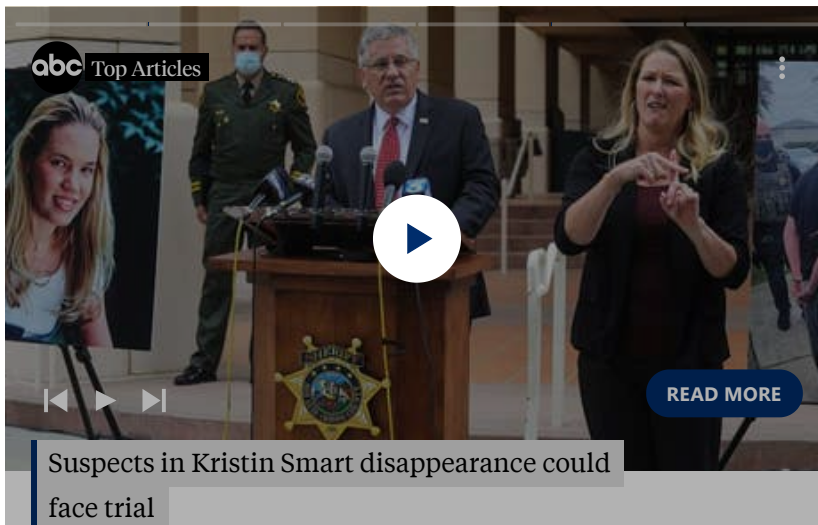 abc Top Articles
READ MORE
Suspects in Kristin Smart disappearance could
face trial